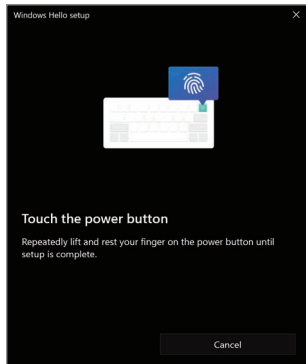 Windows Hello setup
Touch the power button
Repeatedly lift and rest your finger on the power button until
setup is complete.
Cancel